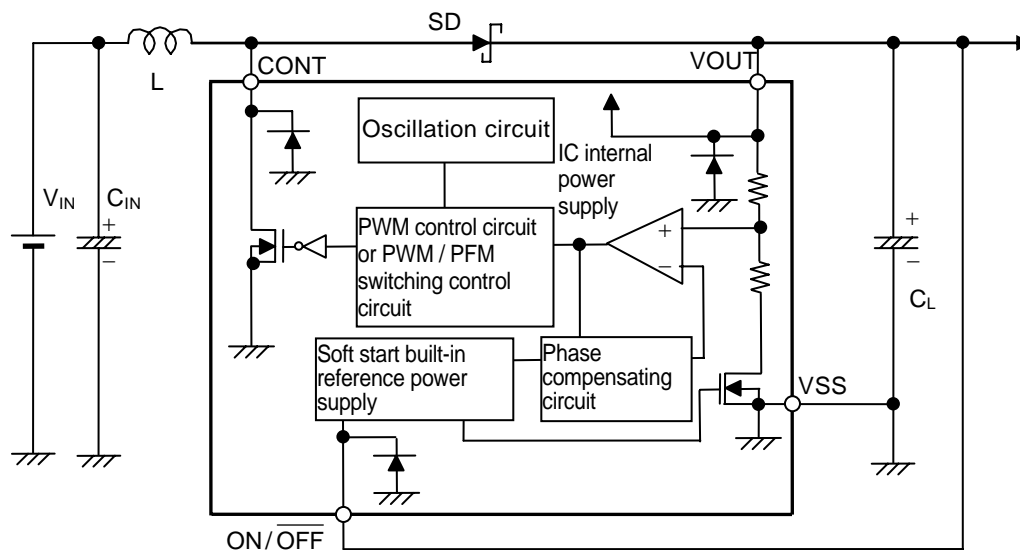 SD
CONT
VOUT
L
Oscillation circuit
IC internal
power
supply
VIN
CIN
+
−
PWM control circuit
or PWM / PFM
switching control
circuit
+
−
+
−
CL
Soft start built-in
reference power
supply
Phase
compensating
circuit
VSS
ON/OFF